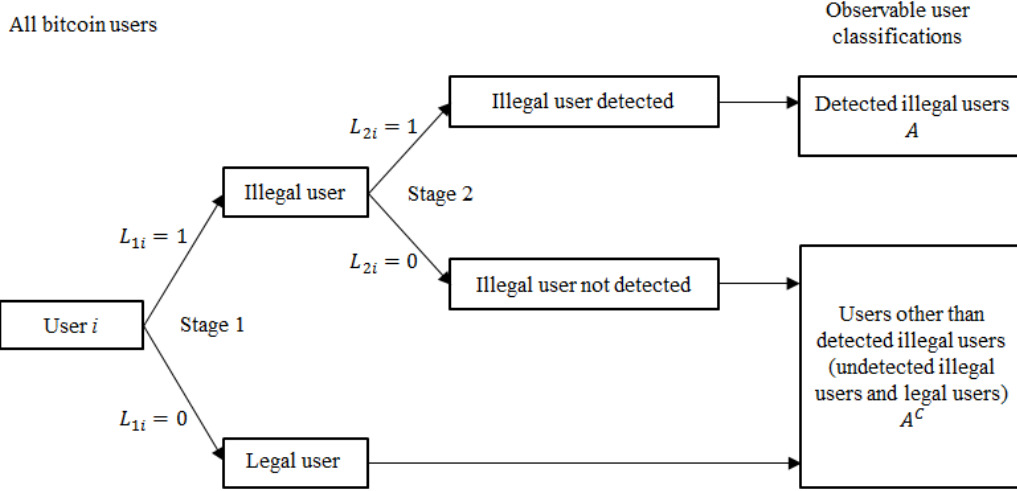 All bitcoin users
Observable user
classifications
Illegal user detected
Detected illegal users
A
L₂ᵢ = 1
Illegal user
Stage 2
L₁ᵢ = 1
L₂ᵢ = 0
Illegal user not detected
User i
Stage 1
Users other than
detected illegal users
(undetected illegal
users and legal users)
Aᶜ
L₁ᵢ = 0
Legal user